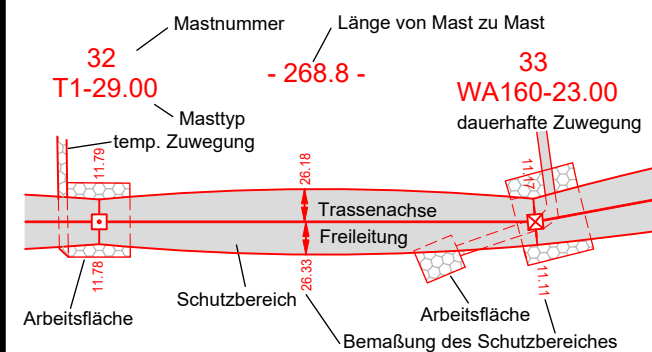 Mastnummer
Länge von Mast zu Mast
32
T1-29.00
- 268.8 -
33
WA160-23.00
Masttyp
temp. Zuwegung
dauerhafte Zuwegung
11.79
26.18
11.17
Trassenachse
Freileitung
11.78
26.33
11.11
Schutzbereich
Arbeitsfläche
Arbeitsfläche
Bemaßung des Schutzbereiches